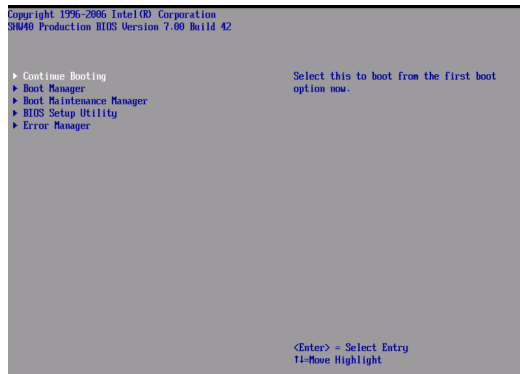 Copyright 1996-2006 Intel(R) Corporation
SHW40 Production BIOS Version 7.00 Build 42
Continue Booting
Boot Manager
Boot Maintenance Manager
BIOS Setup Utility
Error Manager
Select this to boot from the first boot
option now.
<Enter> = Select Entry
↑↓=Move Highlight